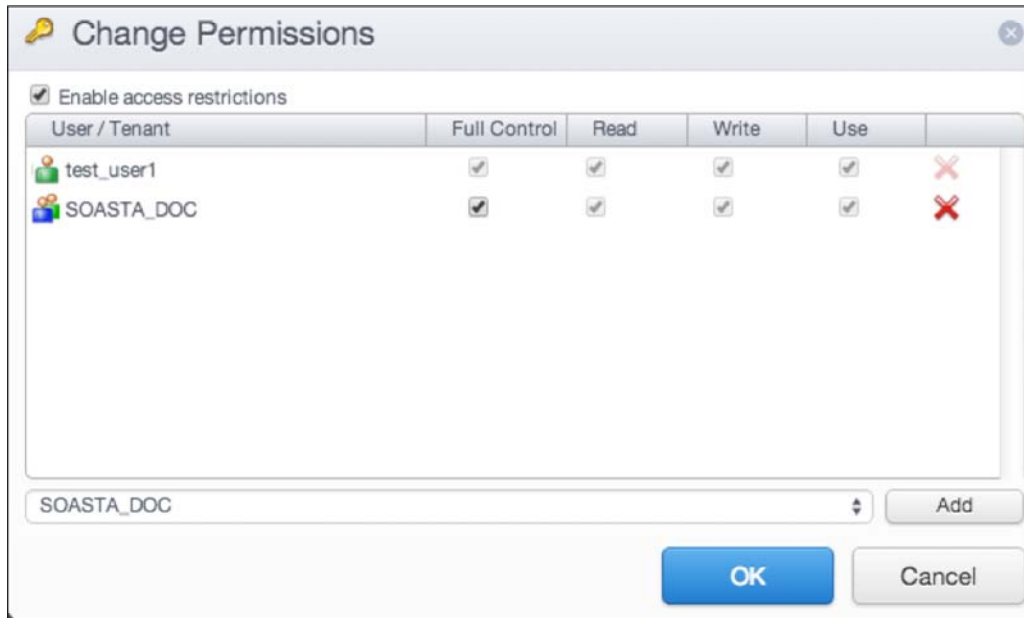 Change Permissions
Enable access restrictions
User / Tenant Full Control Read Write Use
test_user1
SOASTA_DOC
SOASTA_DOC Add
OK Cancel